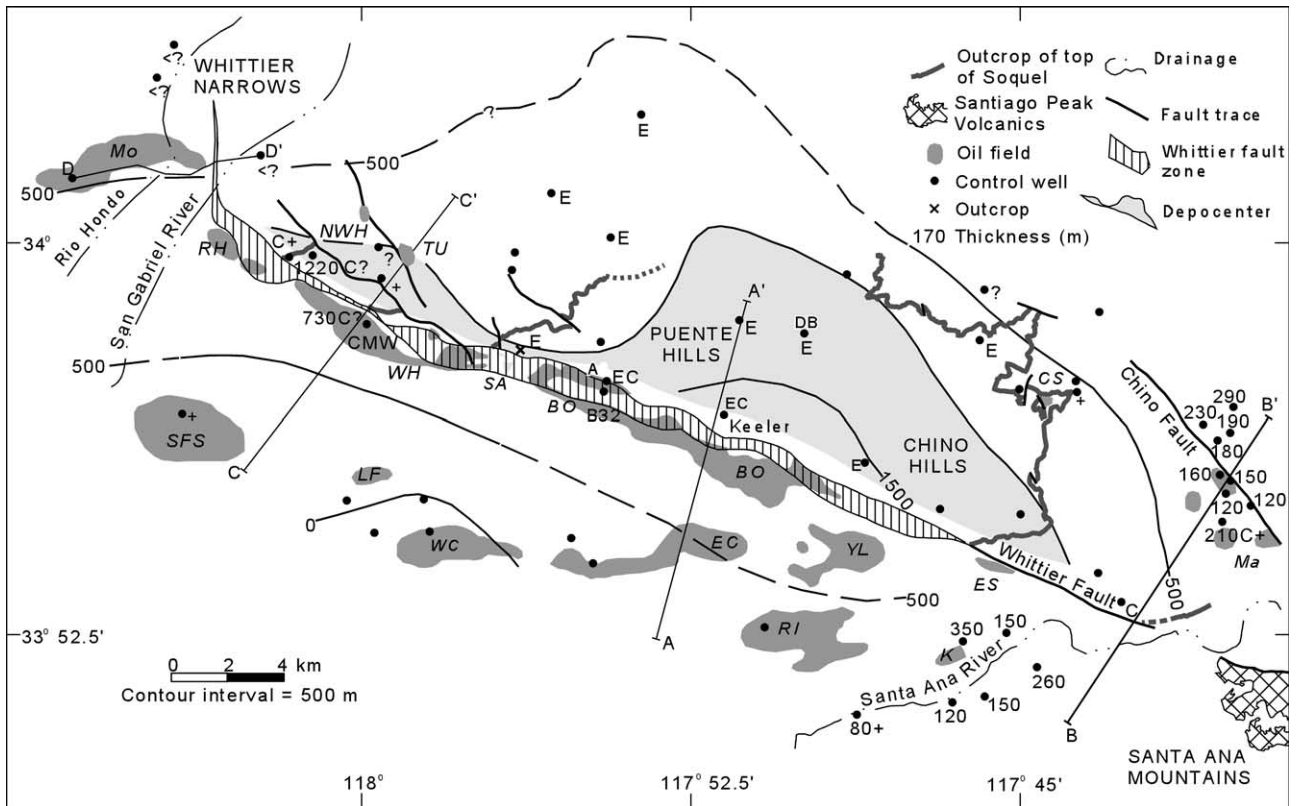 <?
WHITTIER
NARROWS
<?
Mo
D
D'
<?
500
500
?
E
E
E
C'
Outcrop of top
of Soquel
Santiago Peak
Volcanics
Oil field
Control well
Outcrop
170 Thickness (m)
Drainage
Fault trace
Whittier fault
zone
Depocenter
34°
Rio Hondo
San Gabriel River
RH
C+
NWH
TU
1220 C?
?
+
730C?
CMW
WH
SA
E
A
EC
BO
B32
PUENTE
HILLS
A'
E
DB
E
EC
Keeler
BO
CHINO
HILLS
E
1500
?
E
CS
+
Chino Fault
290
230
190
180
160
150
120
120
210C+
Ma
B'
500
SFS
+
C
LF
0
WC
EC
YL
500
ES
Whittier Fault
C
500
33° 52.5'
RI
A
350
150
K
Santa Ana River
260
80+
120
150
B
0 2 4 km
Contour interval = 500 m
SANTA ANA
MOUNTAINS
118°
117° 52.5'
117° 45'